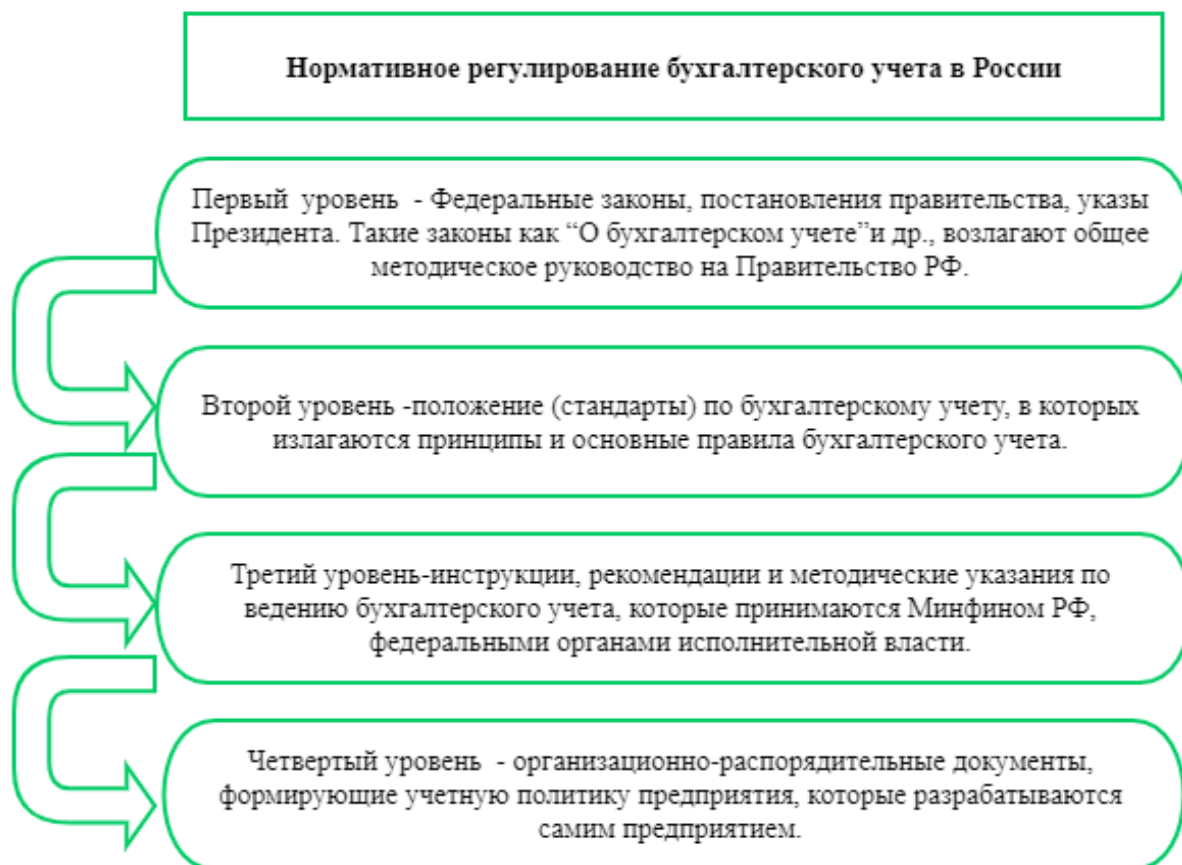 Нормативное регулирование бухгалтерского учета в России
Первый уровень - Федеральные законы, постановления правительства, указы
Президента. Такие законы как “О бухгалтерском учете”и др., возлагают общее
методическое руководство на Правительство РФ.
Второй уровень -положение (стандарты) по бухгалтерскому учету, в которых
излагаются принципы и основные правила бухгалтерского учета.
Третий уровень-инструкции, рекомендации и методические указания по
ведению бухгалтерского учета, которые принимаются Минфином РФ,
федеральными органами исполнительной власти.
Четвертый уровень - организационно-распорядительные документы,
формирующие учетную политику предприятия, которые разрабатываются
самим предприятием.